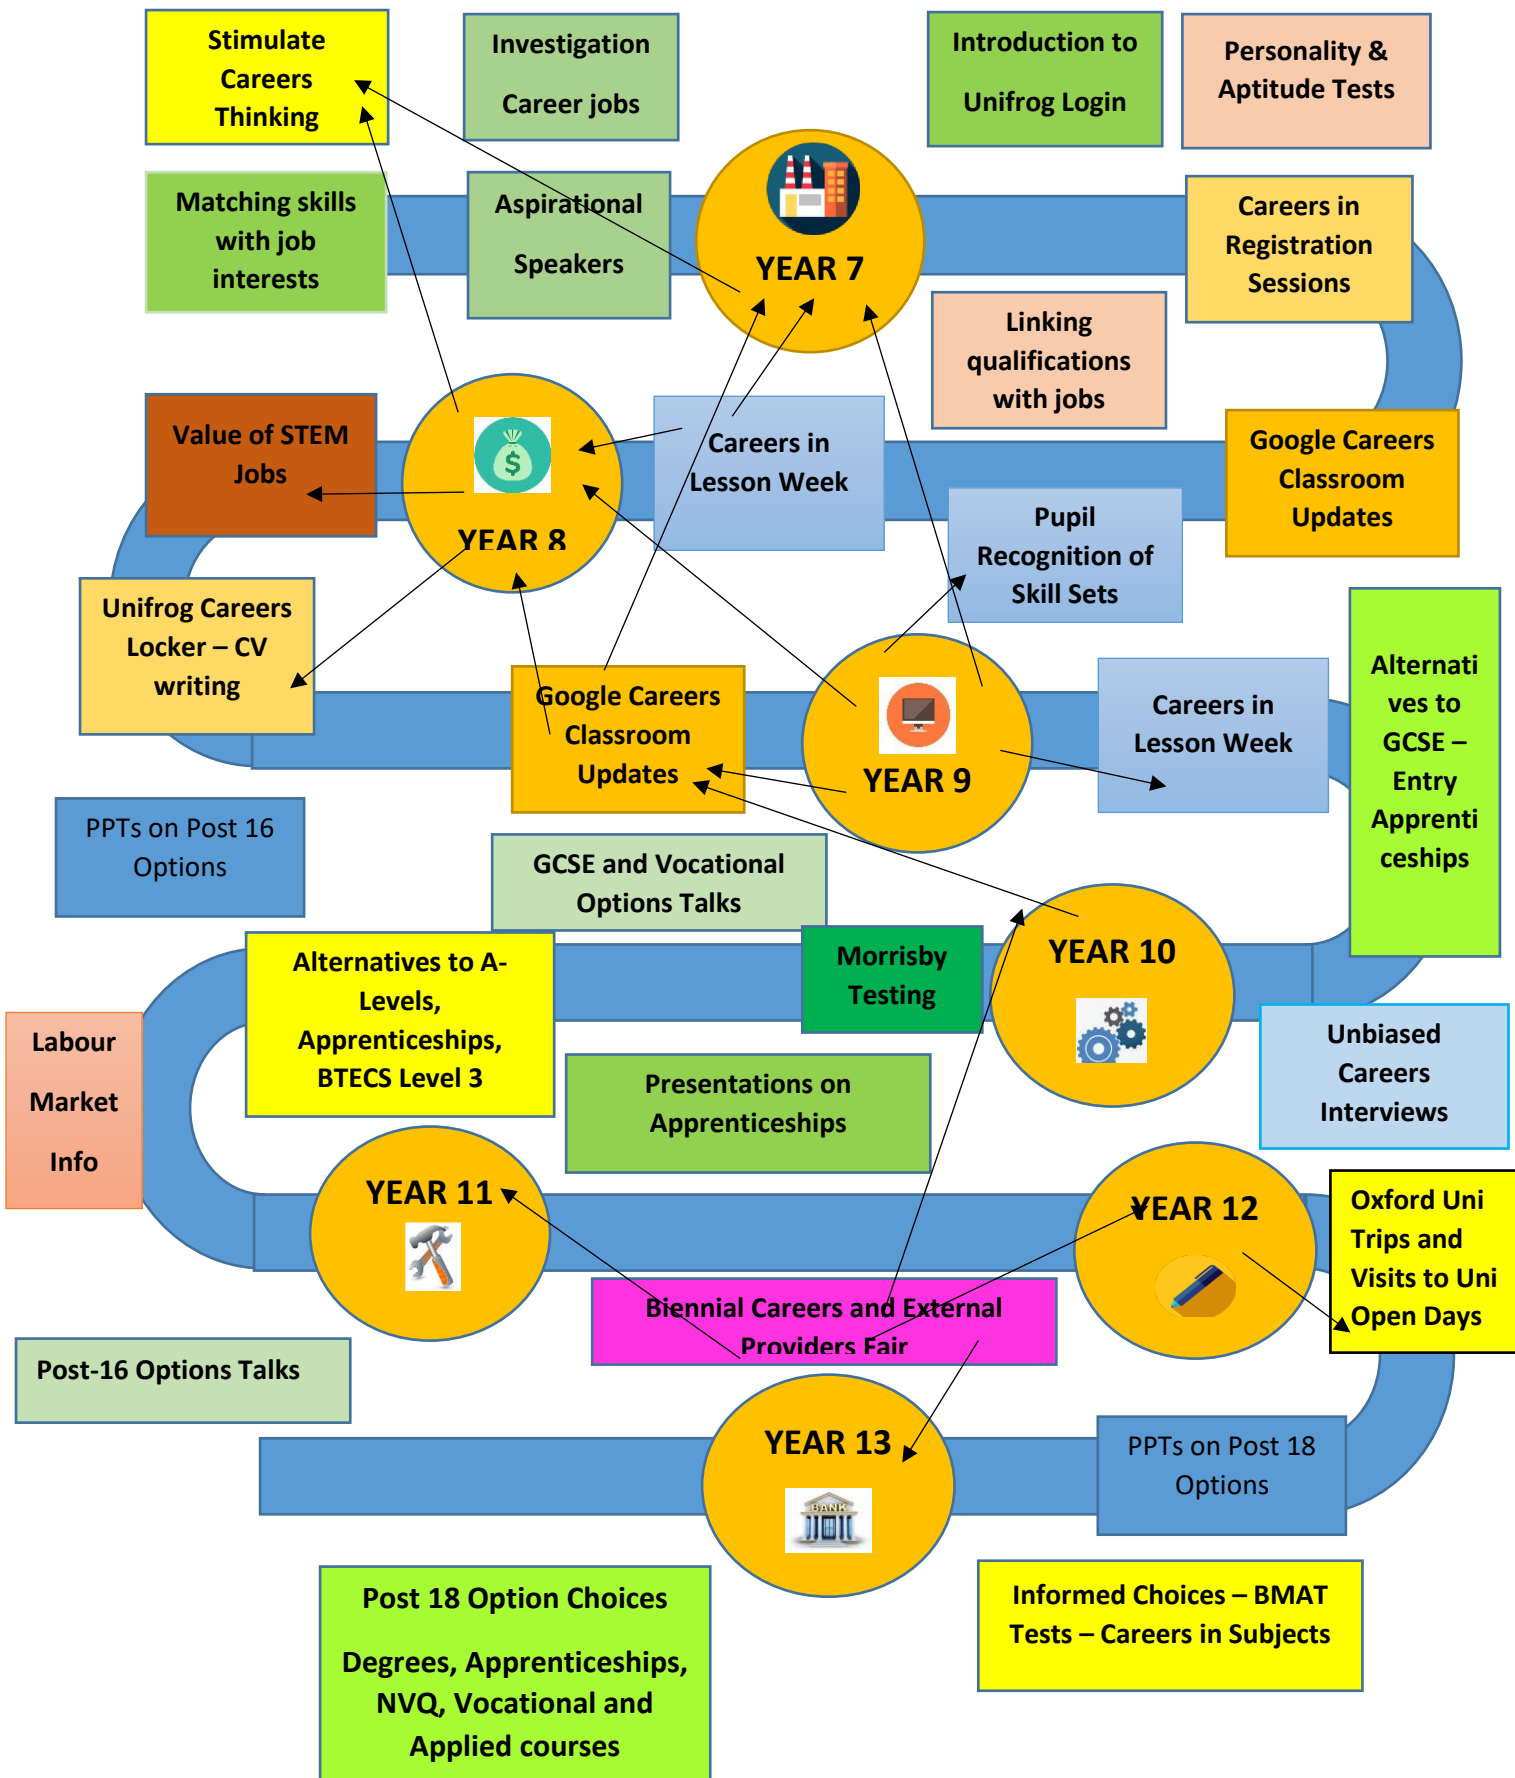 Stimulate
Careers
Thinking
Investigation
Career jobs
Introduction to
Unifrog Login
Personality &
Aptitude Tests
Matching skills
with job
interests
Aspirational
Speakers
YEAR 7
Careers in
Registration
Sessions
Linking
qualifications
with jobs
Value of STEM
Jobs
YEAR 8
Careers in
Lesson Week
Google Careers
Classroom
Updates
Pupil
Recognition of
Skill Sets
Unifrog Careers
Locker – CV
writing
Google Careers
Classroom
Updates
YEAR 9
Careers in
Lesson Week
Alternati
ves to
GCSE –
Entry
Apprenti
ceships
PPTs on Post 16
Options
GCSE and Vocational
Options Talks
Alternatives to A-
Levels,
Apprenticeships,
BTECS Level 3
Morrisby
Testing
YEAR 10
Labour
Market
Info
Unbiased
Careers
Interviews
Presentations on
Apprenticeships
YEAR 11
YEAR 12
Oxford Uni
Trips and
Visits to Uni
Open Days
Biennial Careers and External
Providers Fair
Post-16 Options Talks
YEAR 13
BANK
PPTs on Post 18
Options
Post 18 Option Choices
Degrees, Apprenticeships,
NVQ, Vocational and
Applied courses
Informed Choices – BMAT
Tests – Careers in Subjects